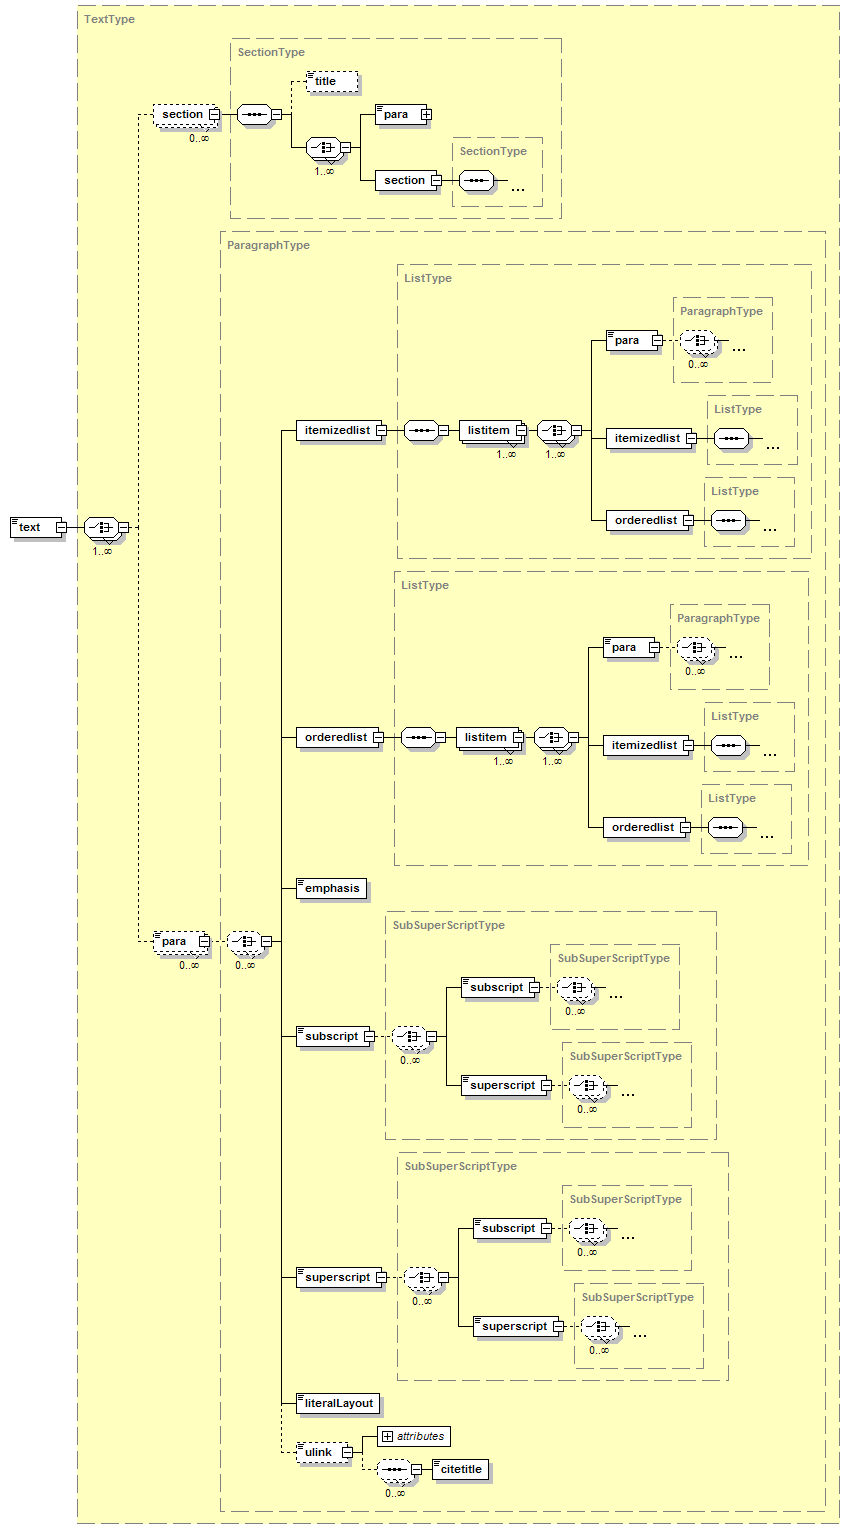 TextType
SectionType
title
section
0..∞
para
1..∞
SectionType
section
...
ParagraphType
ListType
ParagraphType
para
...
0..∞
ListType
itemizedlist
listitem
1..∞
1..∞
itemizedlist
...
ListType
orderedlist
...
text
1..∞
ListType
ParagraphType
para
...
0..∞
ListType
orderedlist
listitem
1..∞
1..∞
itemizedlist
...
ListType
orderedlist
...
emphasis
para
0..∞
0..∞
SubSuperScriptType
SubSuperScriptType
subscript
...
0..∞
subscript
0..∞
SubSuperScriptType
superscript
...
0..∞
SubSuperScriptType
SubSuperScriptType
subscript
...
0..∞
superscript
0..∞
SubSuperScriptType
superscript
...
0..∞
literalLayout
attributes
ulink
citetitle
0..∞